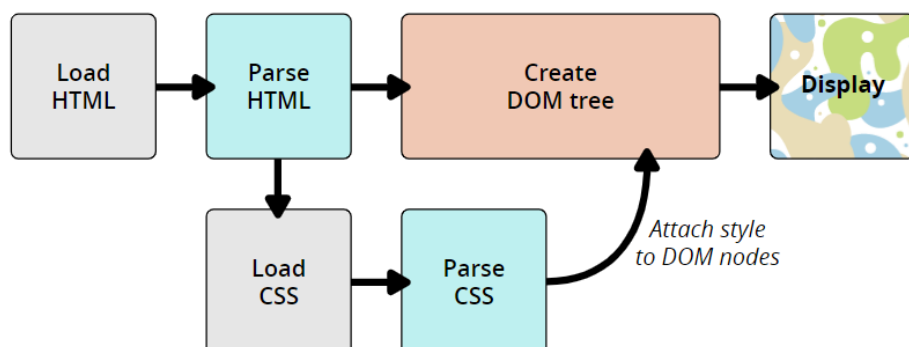 Load
HTML
Parse
HTML
Create
DOM tree
Display
Load
CSS
Parse
CSS
Attach style
to DOM nodes